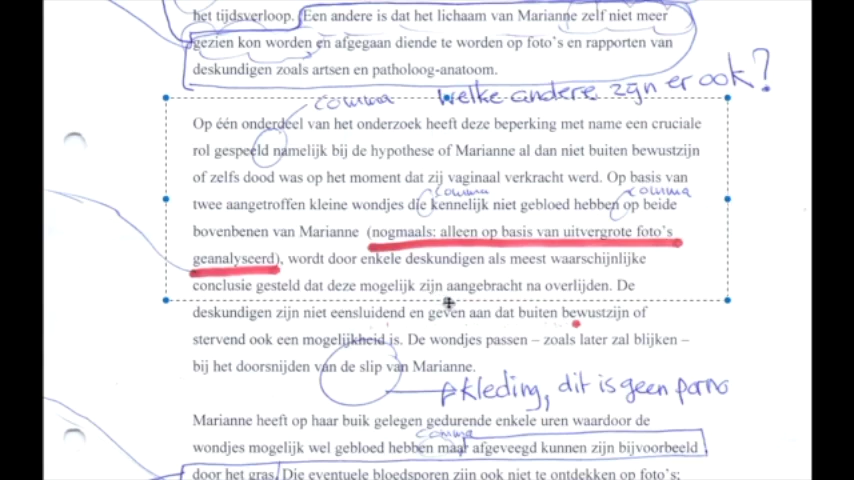 het tijdsverloop. Een andere is dat het lichaam van Marianne zelf niet meer
gezien kon worden en afgegaan diende te worden op foto's en rapporten van
deskundigen zoals artsen en patholoog-anatoom.
welke andere zijn er ook?
comma
Op één onderdeel van het onderzoek heeft deze beperking met name een cruciale
rol gespeeld namelijk bij de hypothese of Marianne al dan niet buiten bewustzijn
of zelfs dood was op het moment dat zij vaginaal verkracht werd. Op basis van
comma comma
twee aangetroffen kleine wondjes die kennelijk niet gebloed hebben op beide
bovenbenen van Marianne (nogmaals: alleen op basis van uitvergrote foto's
geanalyseerd), wordt door enkele deskundigen als meest waarschijnlijke
conclusie gesteld dat deze mogelijk zijn aangebracht na overlijden. De
deskundigen zijn niet eensluidend en geven aan dat buiten bewustzijn of
stervend ook een mogelijkheid is. De wondjes passen – zoals later zal blijken –
bij het doorsnijden van de slip van Marianne.
kleding, dit is geen porno
Marianne heeft op haar buik gelegen gedurende enkele uren waardoor de
comma
wondjes mogelijk wel gebloed hebben maar afgeveegd kunnen zijn bijvoorbeeld
door het gras. Die eventuele bloedsporen zijn ook niet te ontdekken op foto's;